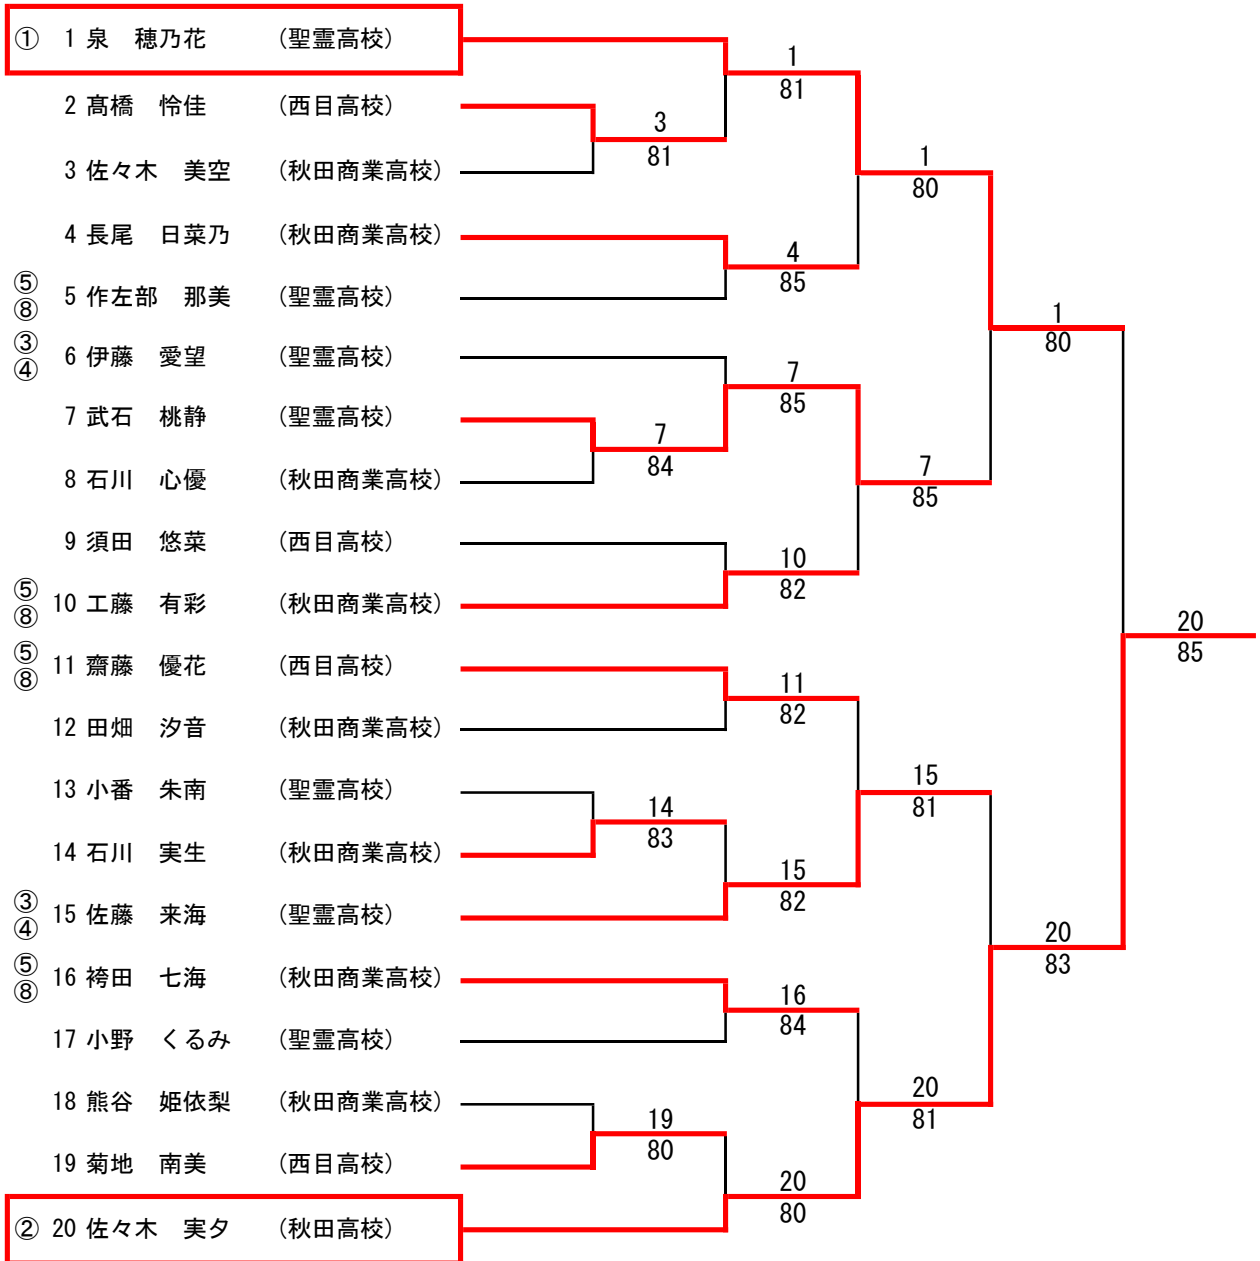 ① 1 泉 穂乃花 (聖霊高校)
2 髙橋 怜佳 (西目高校)
3 佐々木 美空 (秋田商業高校)
4 長尾 日菜乃 (秋田商業高校)
⑤⑧ 5 作左部 那美 (聖霊高校)
③④ 6 伊藤 愛望 (聖霊高校)
7 武石 桃静 (聖霊高校)
8 石川 心優 (秋田商業高校)
9 須田 悠菜 (西目高校)
⑤⑧ 10 工藤 有彩 (秋田商業高校)
⑤⑧ 11 齋藤 優花 (西目高校)
12 田畑 汐音 (秋田商業高校)
13 小番 朱南 (聖霊高校)
14 石川 実生 (秋田商業高校)
③④ 15 佐藤 来海 (聖霊高校)
⑤⑧ 16 袴田 七海 (秋田商業高校)
17 小野 くるみ (聖霊高校)
18 熊谷 姫依梨 (秋田商業高校)
19 菊地 南美 (西目高校)
② 20 佐々木 実夕 (秋田高校)
3
81
7
84
14
83
19
80
1
81
4
85
7
85
10
82
11
82
15
82
16
84
20
80
1
80
7
85
15
81
20
81
1
80
20
83
20
85